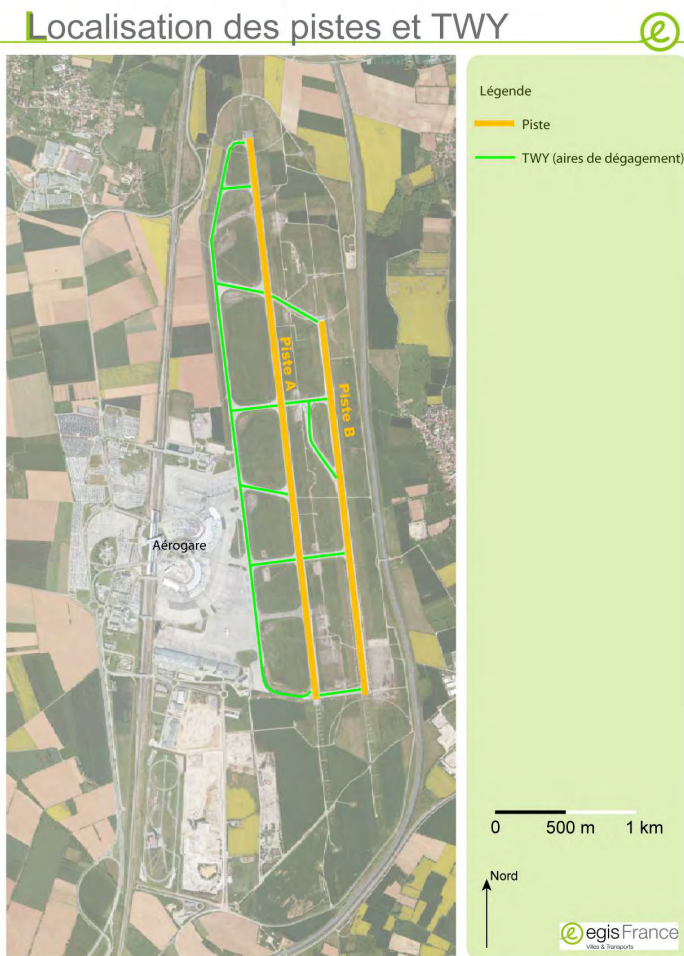 Localisation des pistes et TWY
Légende
Piste
TWY (aires de dégagement)
Piste A
Piste B
Aérogare
0 500 m 1 km
Nord
egis France
Villes & Transports